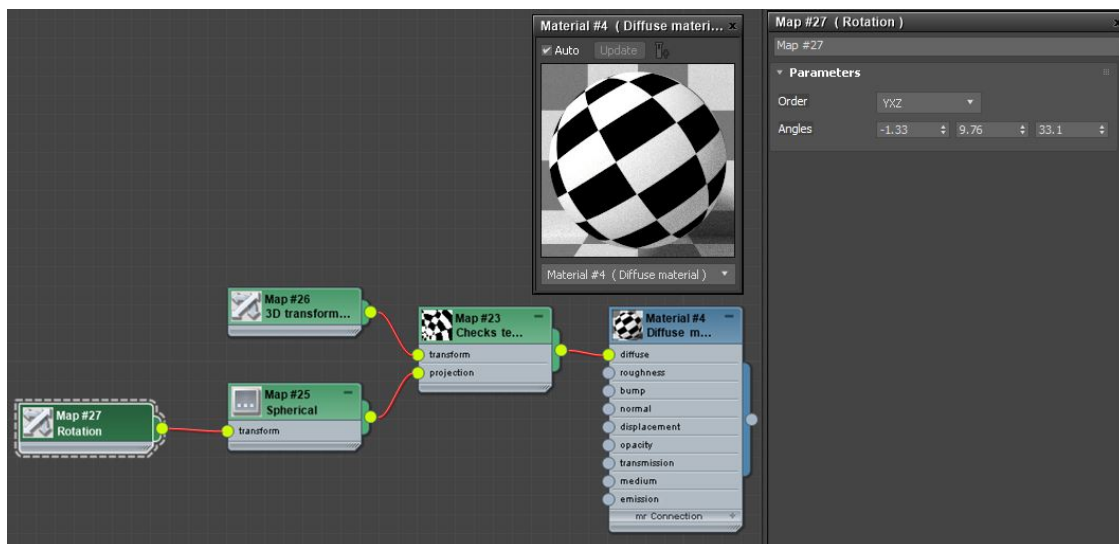 Material #4  ( Diffuse materi...  x
Auto
Update
Material #4  ( Diffuse material )
Map #27  ( Rotation )
Map #27
Parameters
Order
YXZ
Angles
-1.33
9.76
33.1
Map #26
3D transform...
Map #23
Checks te...
transform
projection
Material #4
Diffuse m...
diffuse
roughness
bump
normal
displacement
opacity
transmission
medium
emission
mr Connection
Map #25
Spherical
transform
Map #27
Rotation